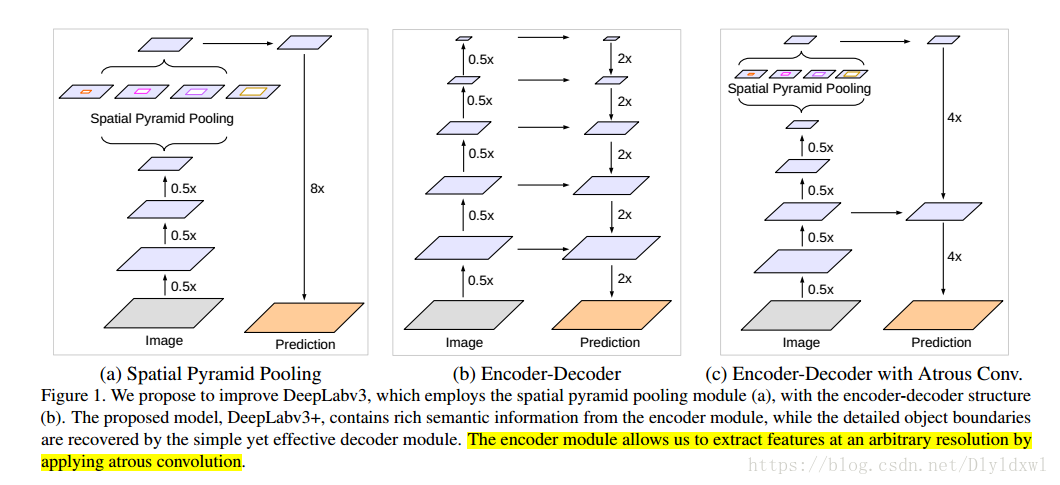 Spatial Pyramid Pooling
0.5x
0.5x
0.5x
8x
Image
Prediction
0.5x
0.5x
0.5x
0.5x
0.5x
2x
2x
2x
2x
2x
Image
Prediction
Spatial Pyramid Pooling
0.5x
0.5x
0.5x
0.5x
4x
4x
Image
Prediction
(a) Spatial Pyramid Pooling
(b) Encoder-Decoder
(c) Encoder-Decoder with Atrous Conv.
Figure 1. We propose to improve DeepLabv3, which employs the spatial pyramid pooling module (a), with the encoder-decoder structure
(b). The proposed model, DeepLabv3+, contains rich semantic information from the encoder module, while the detailed object boundaries
are recovered by the simple yet effective decoder module. The encoder module allows us to extract features at an arbitrary resolution by
applying atrous convolution.
https://blog.csdn.net/Dlyldxwl